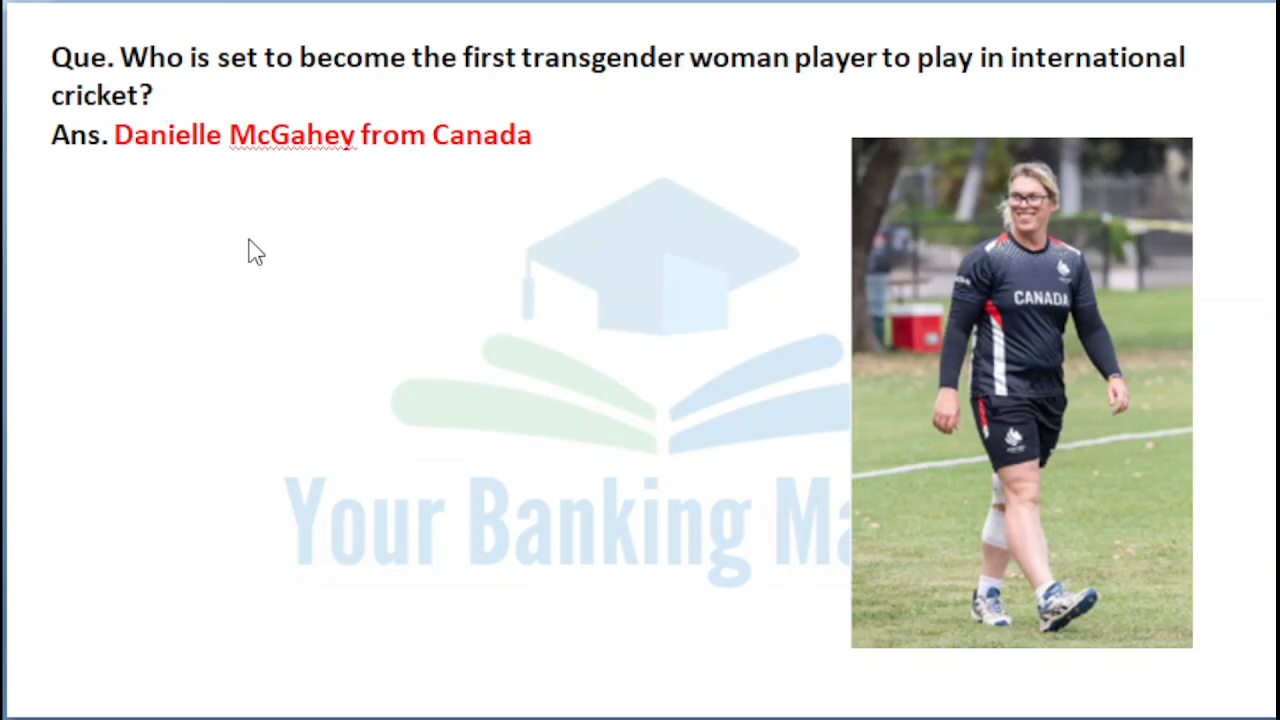 Que. Who is set to become the first transgender woman player to play in international
cricket?
Ans. Danielle McGahey from Canada
CANADA
Your Banking